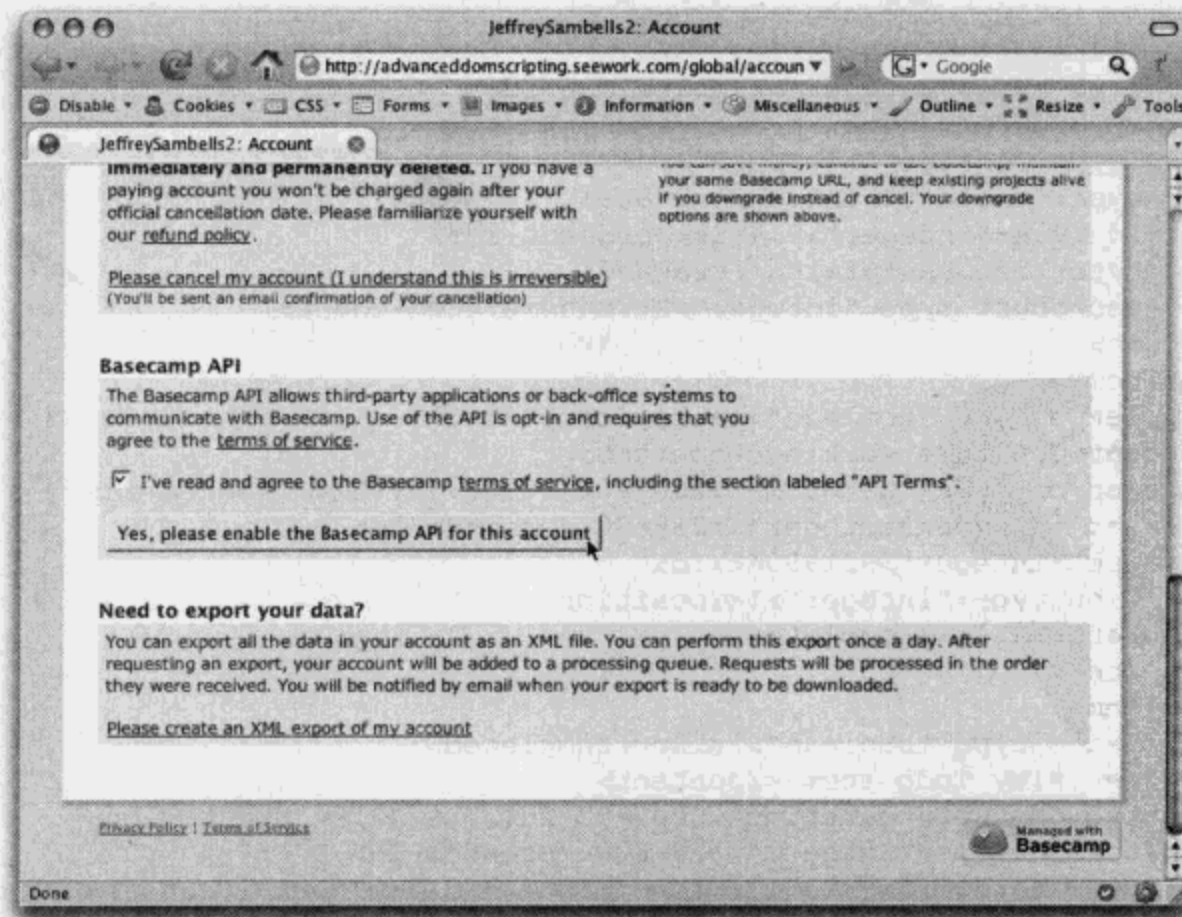 JeffreySambells2: Account
http://advanceddomscripting.seework.com/global/accoun
Google
Disable Cookies CSS Forms Images Information Miscellaneous Outline Resize Tools
JeffreySambells2: Account
immediately and permanently deleted. If you have a
paying account you won't be charged again after your
official cancellation date. Please familiarize yourself with
our refund policy.
Please cancel my account (I understand this is irreversible)
(You'll be sent an email confirmation of your cancellation)
You can save money, continue to use Basecamp, maintain
your same Basecamp URL, and keep existing projects alive
if you downgrade instead of cancel. Your downgrade
options are shown above.
Basecamp API
The Basecamp API allows third-party applications or back-office systems to
communicate with Basecamp. Use of the API is opt-in and requires that you
agree to the terms of service.
I've read and agree to the Basecamp terms of service, including the section labeled "API Terms".
Yes, please enable the Basecamp API for this account
Need to export your data?
You can export all the data in your account as an XML file. You can perform this export once a day. After
requesting an export, your account will be added to a processing queue. Requests will be processed in the order
they were received. You will be notified by email when your export is ready to be downloaded.
Please create an XML export of my account
Privacy Policy | Terms of Service
Managed with
Basecamp
Done